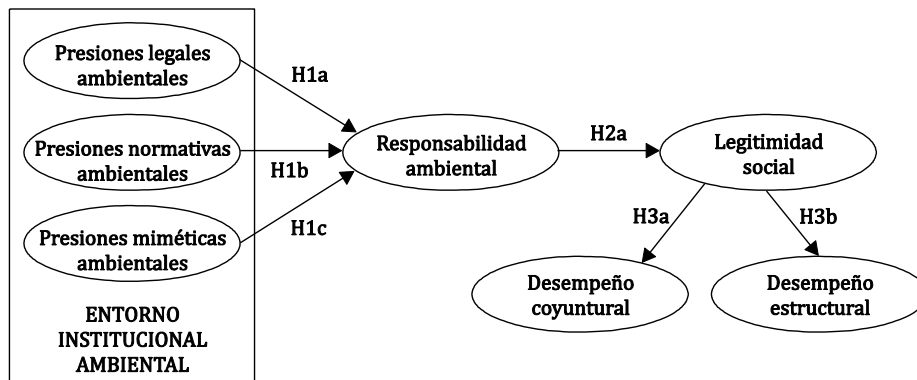 Presiones legales
ambientales
H1a
Presiones normativas
ambientales
H1b
Presiones miméticas
ambientales
H1c
ENTORNO
INSTITUCIONAL
AMBIENTAL
Responsabilidad
ambiental
H2a
Legitimidad
social
H3a
H3b
Desempeño
coyuntural
Desempeño
estructural